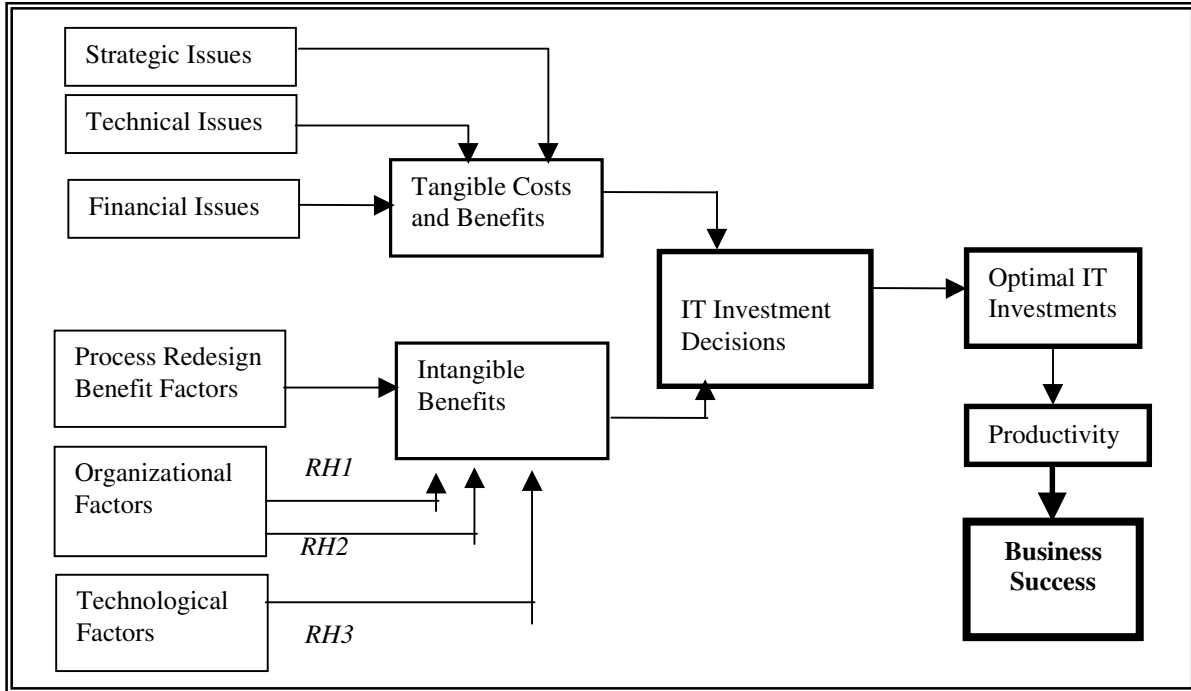 Strategic Issues
Technical Issues
Financial Issues
Tangible Costs
and Benefits
IT Investment
Decisions
Optimal IT
Investments
Process Redesign
Benefit Factors
Intangible
Benefits
Productivity
Organizational
Factors
RH1
RH2
Business
Success
Technological
Factors
RH3